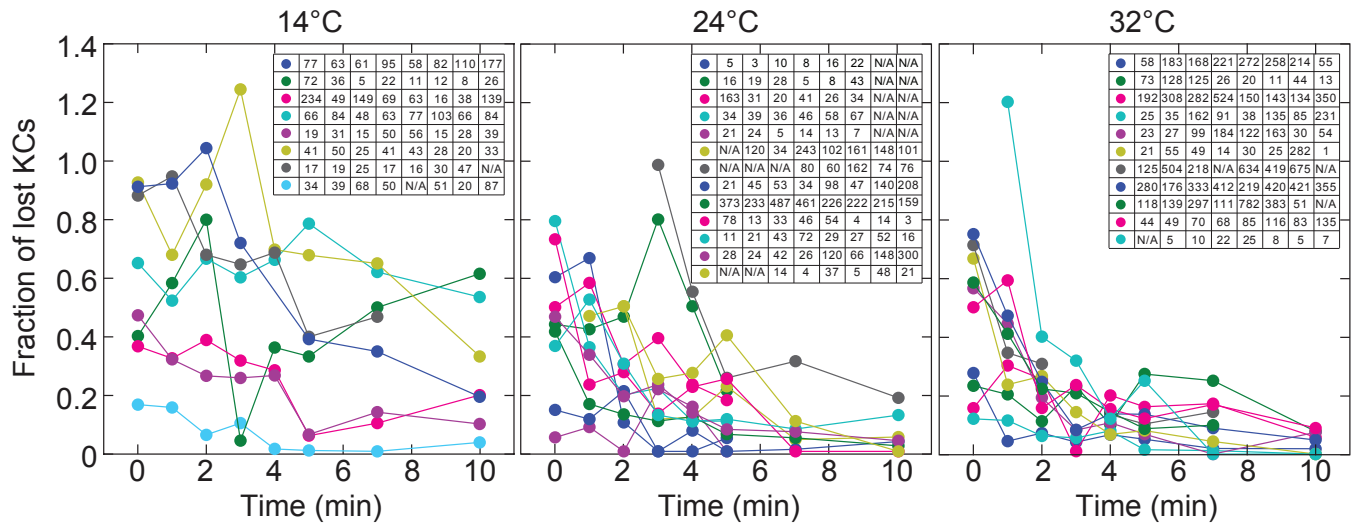 14°C
24°C
32°C
Fraction of lost KCs
1.4
1.2
1.0
0.8
0.6
0.4
0.2
0
77 63 61 95 58 82 110 177
72 36 5 22 11 12 8 26
234 49 149 69 63 16 38 139
66 84 48 63 77 103 66 84
19 31 15 50 56 15 28 39
41 50 25 41 43 28 20 33
17 19 25 17 16 30 47 N/A
34 39 68 50 N/A 51 20 87
0 2 4 6 8 10
Time (min)
5 3 10 8 16 22 N/A N/A
16 19 28 5 8 43 N/A N/A
163 31 20 41 26 34 N/A N/A
34 39 36 46 58 67 N/A N/A
21 24 5 14 13 7 N/A N/A
N/A 120 34 243 102 161 148 101
N/A N/A N/A 80 60 162 74 76
21 45 53 34 98 47 140 208
373 233 487 461 226 222 215 159
78 13 33 46 54 4 14 3
11 21 43 72 29 27 52 16
28 24 42 26 120 66 148 300
N/A N/A 14 4 37 5 48 21
0 2 4 6 8 10
Time (min)
58 183 168 221 272 258 214 55
73 128 125 26 20 11 44 13
192 308 282 524 150 143 134 350
25 35 162 91 38 135 85 231
23 27 99 184 122 163 30 54
21 55 49 14 30 25 282 1
125 504 218 N/A 634 419 675 N/A
280 176 333 412 219 420 421 355
118 139 297 111 782 383 51 N/A
44 49 70 68 85 116 83 135
N/A 5 10 22 25 8 5 7
0 2 4 6 8 10
Time (min)